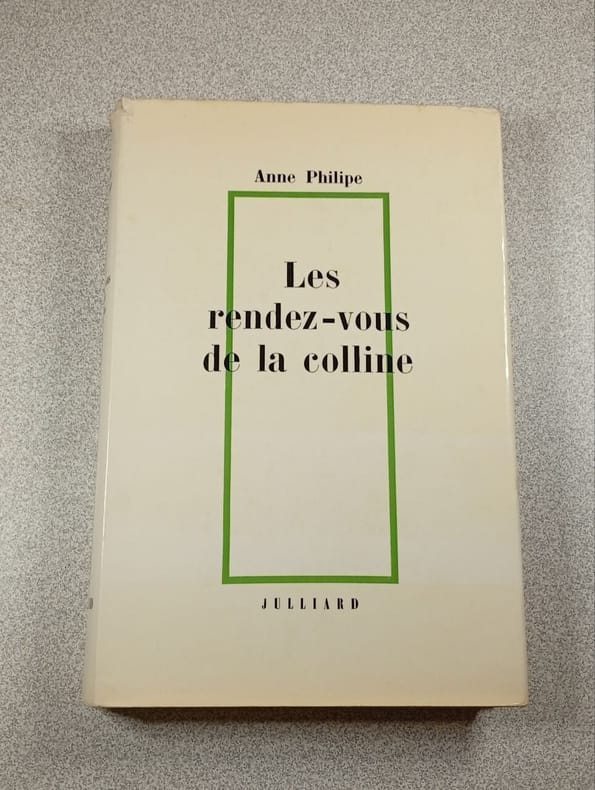 Anne Philipe
Les
rendez-vous
de la colline
JULLIARD